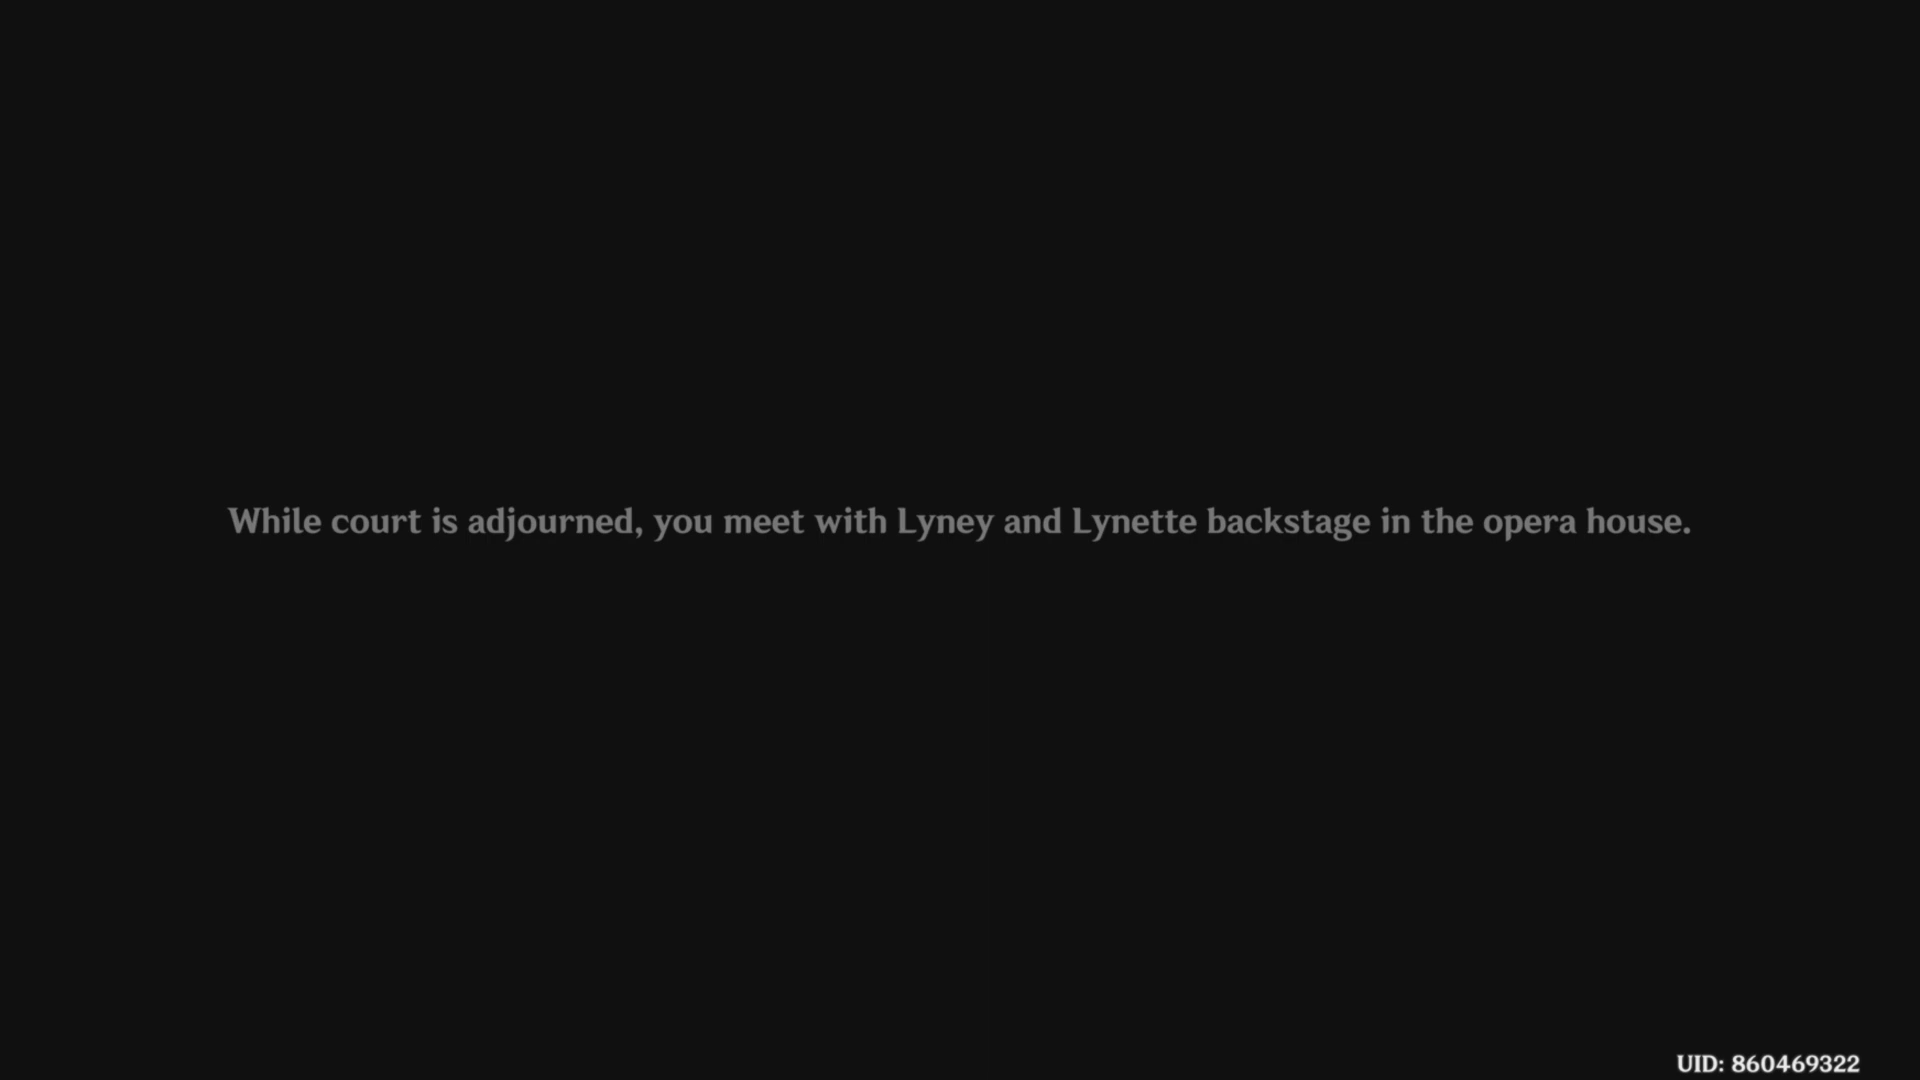 While court is adjourned, you meet with Lyney and Lynette backstage in the opera house.
UID: 860469322